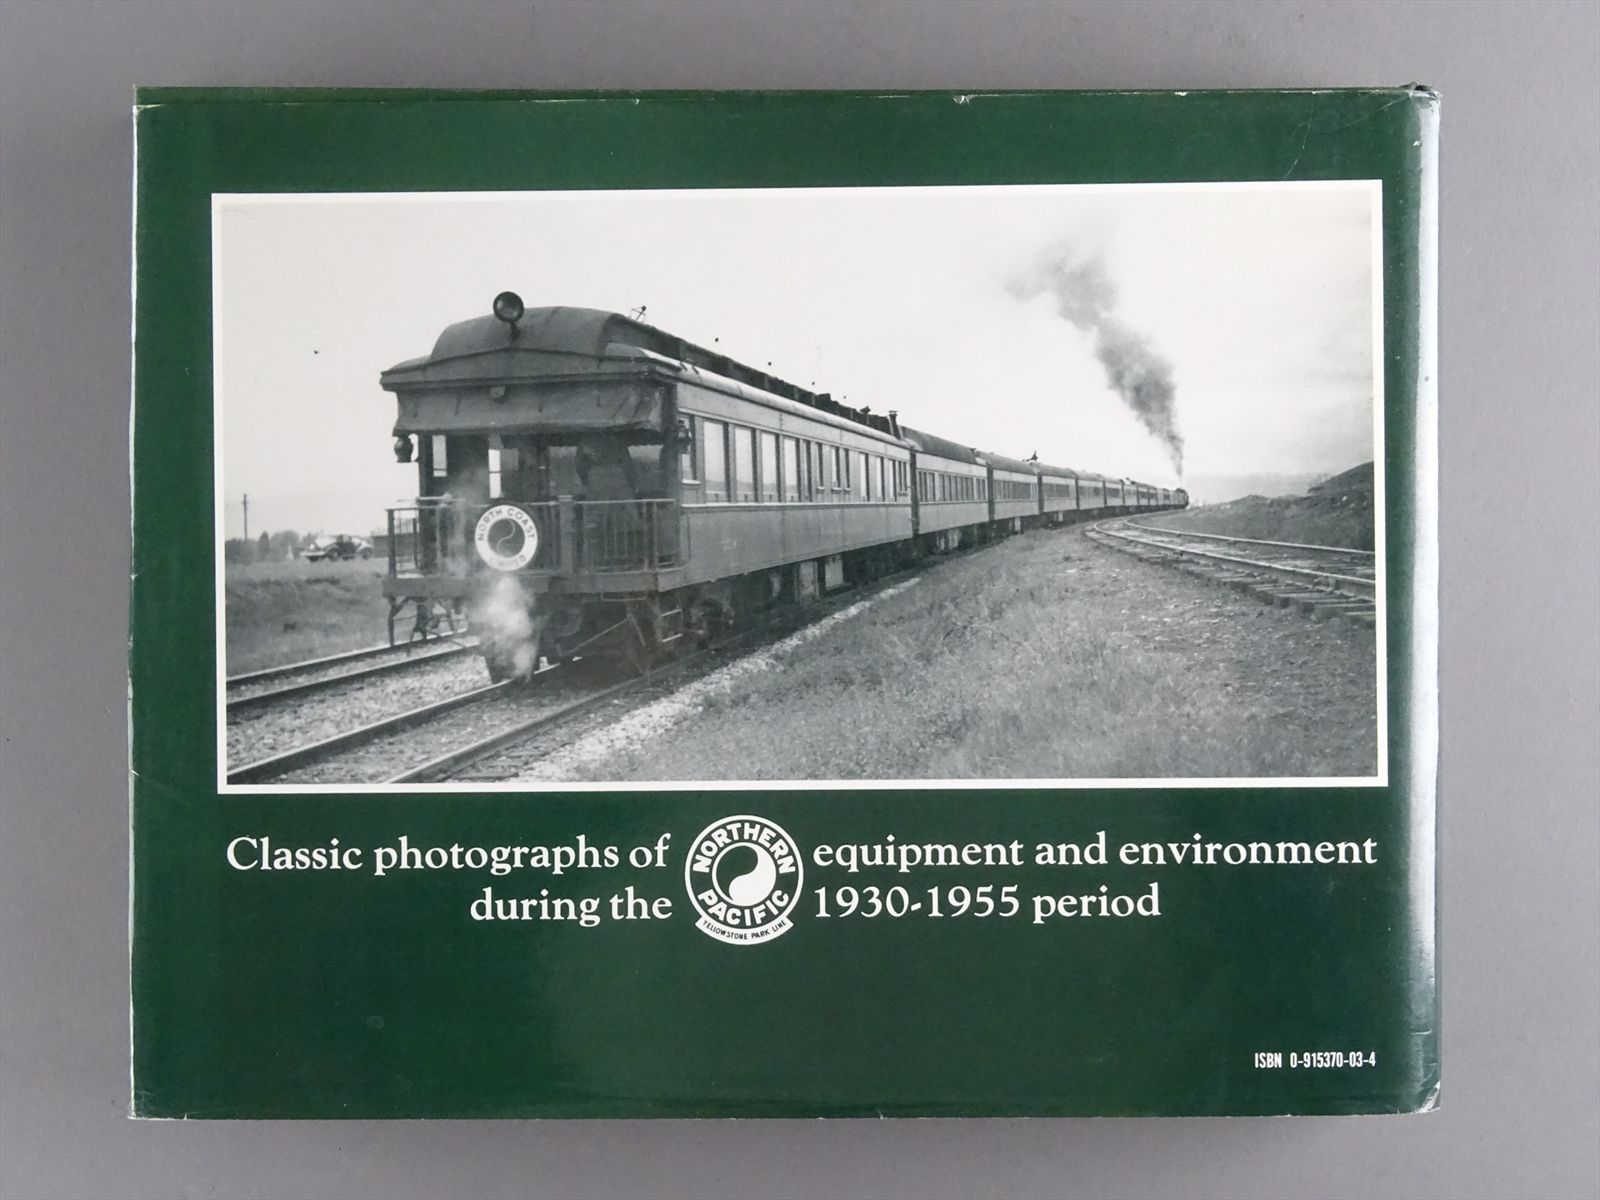 NORTH COAST
LIMITED
Classic photographs of NORTHERN PACIFIC equipment and environment
YELLOWSTONE PARK LINE
during the 1930-1955 period
ISBN 0-915370-03-4